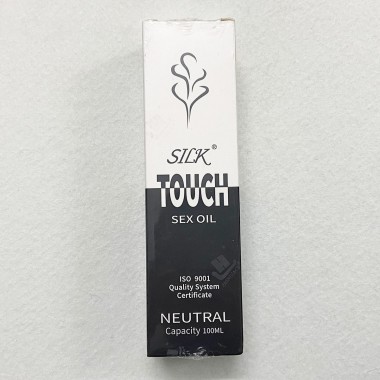 SILK®
TOUCH
SEX OIL
ISO 9001
Quality System
Certificate
NEUTRAL
Capacity 100ML